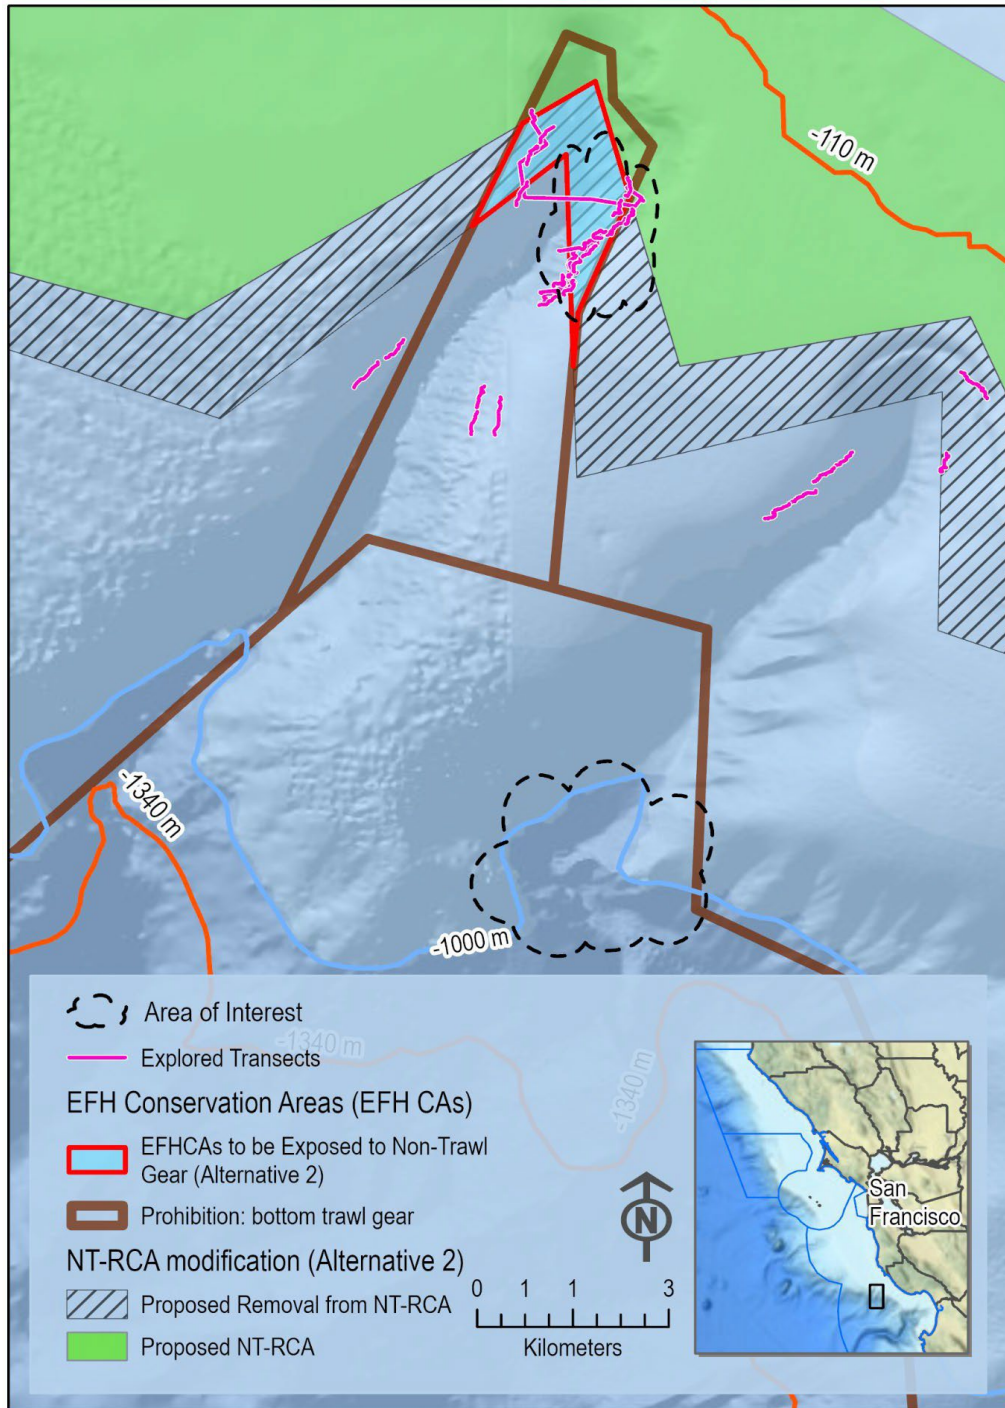 -110 m
-1340 m
-1000 m
Area of Interest
-1340 m
Explored Transects
-1340 m
EFH Conservation Areas (EFH CAs)
EFHCAs to be Exposed to Non-Trawl
Gear (Alternative 2)
Prohibition: bottom trawl gear
N
San
Francisco
NT-RCA modification (Alternative 2)
Proposed Removal from NT-RCA
Proposed NT-RCA
0 1 1 3
Kilometers